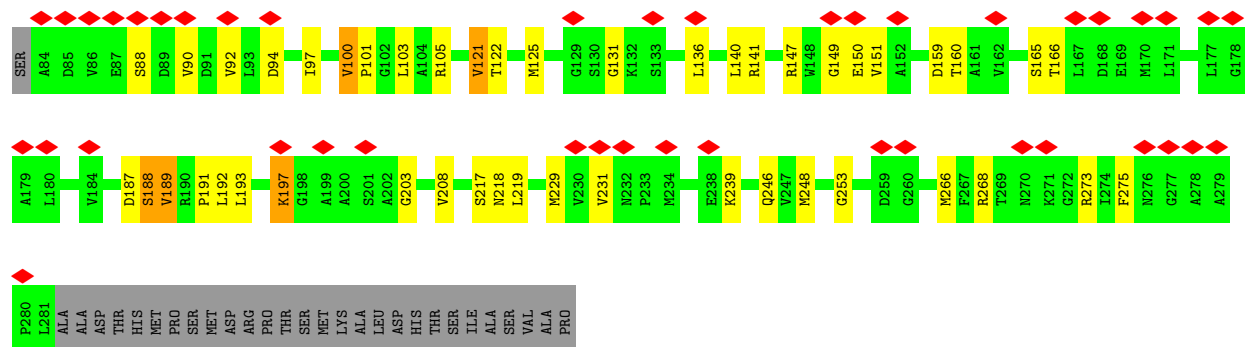 SER A84 D85 V86 E87 S88 D89 V90 D91 V92 L93 D94 I97 V100 P101 G102 L103 A104 R105 V121 T122 M125 G129 S130 G131 K132 S133 L136 L140 R141 R147 W148 G149 E150 V151 A152 D159 T160 A161 V162 S165 T166 L167 D168 E169 M170 L171 L177 G178
A179 L180 V184 D187 S188 V189 R190 P191 L192 L193 K197 G198 A199 A200 S201 A202 G203 V208 S217 N218 L219 M229 V230 V231 N232 P233 M234 E238 K239 Q246 V247 M248 G253 D259 G260 M266 F267 R268 T269 N270 K271 G272 R273 I274 F275 N276 G277 A278 A279
P280 L281 ALA ALA ASP THR HIS MET PRO SER MET ASP ARG PRO THR SER MET LYS ALA LEU ASP HIS THR SER ILE ALA SER VAL ALA PRO